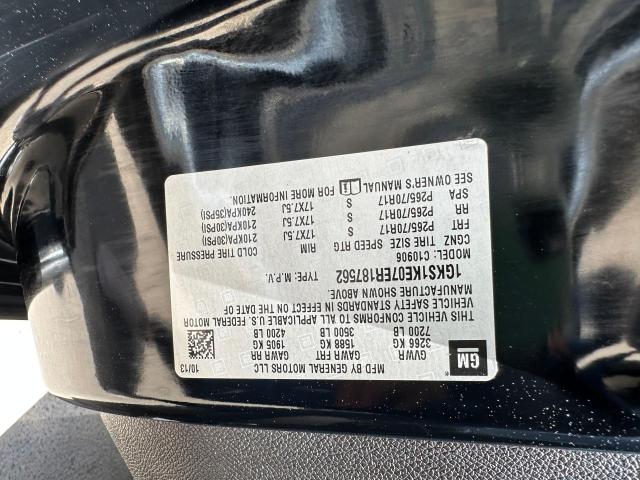 GM
MFD BY GENERAL MOTORS LLC 10/13
GVWR GAWR FRT GAWR RR
3266 KG 1588 KG 1905 KG
7200 LB 3500 LB 4200 LB
THIS VEHICLE CONFORMS TO ALL APPLICABLE U.S. FEDERAL MOTOR
VEHICLE SAFETY STANDARDS IN EFFECT ON THE DATE OF
MANUFACTURE SHOWN ABOVE.
1GKS1KE07ER187562 TYPE: M.P.V.
MODEL: C10906
CGNZ TIRE SIZE SPEED RTG RIM COLD TIRE PRESSURE
FRT P265/70R17 S 17X7.5J 210KPA(30PSI)
RR P265/70R17 S 17X7.5J 210KPA(30PSI)
SPA P265/70R17 S 17X7.5J 240KPA(35PSI)
SEE OWNER'S MANUAL FOR MORE INFORMATION.